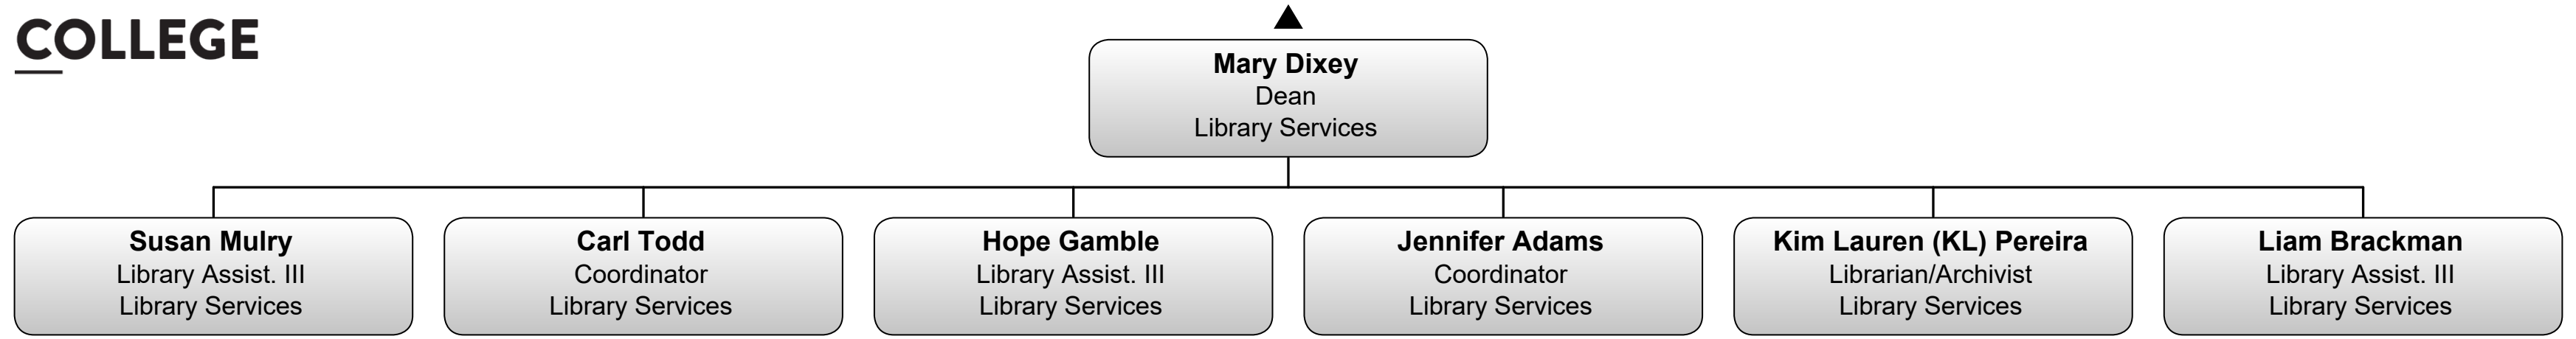 COLLEGE
Mary Dixey
Dean
Library Services
Susan Mulry
Library Assist. III
Library Services
Carl Todd
Coordinator
Library Services
Hope Gamble
Library Assist. III
Library Services
Jennifer Adams
Coordinator
Library Services
Kim Lauren (KL) Pereira
Librarian/Archivist
Library Services
Liam Brackman
Library Assist. III
Library Services